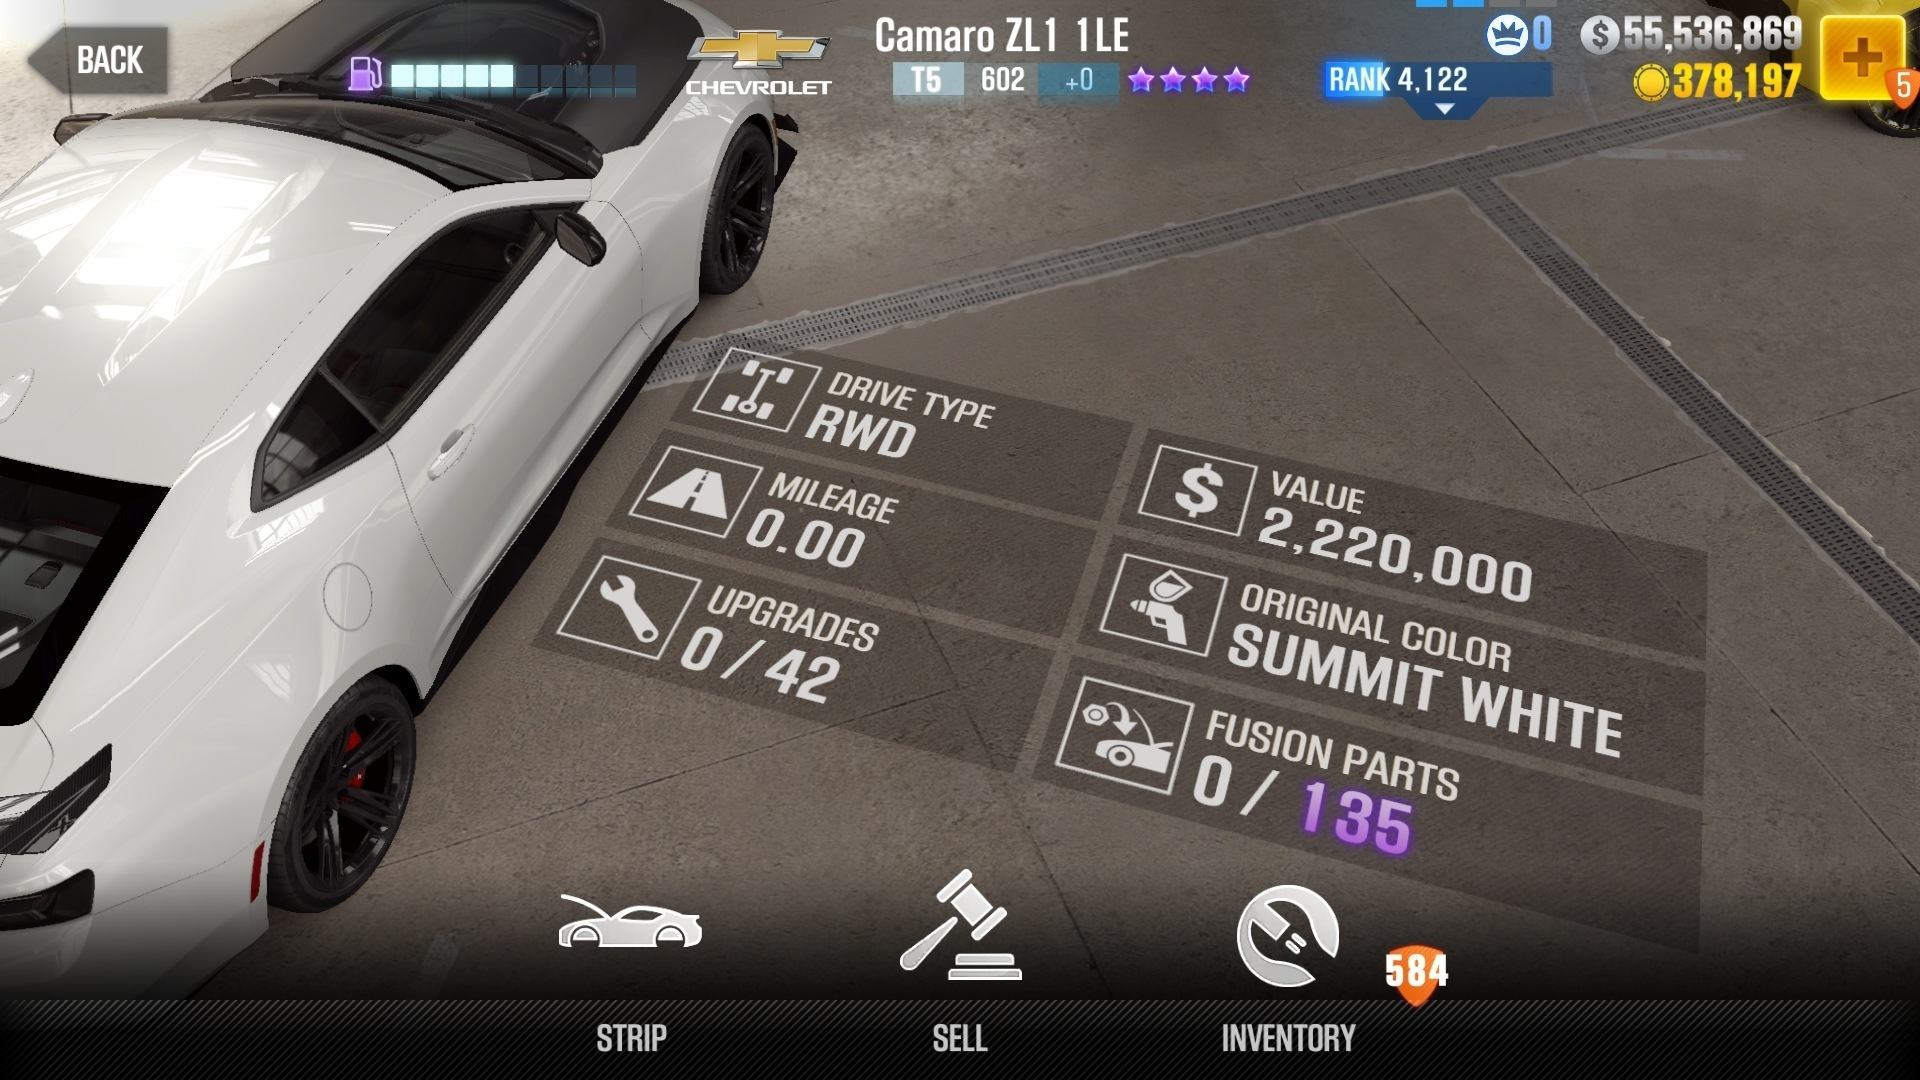 BACK
CHEVROLET
Camaro ZL1 1LE
T5 602 +0
RANK 4,122
0
55,536,869
378,197
5
DRIVE TYPE
RWD
MILEAGE
0.00
UPGRADES
0/42
$
VALUE
2,220,000
ORIGINAL COLOR
SUMMIT WHITE
FUSION PARTS
0/ 135
STRIP
SELL
INVENTORY
584